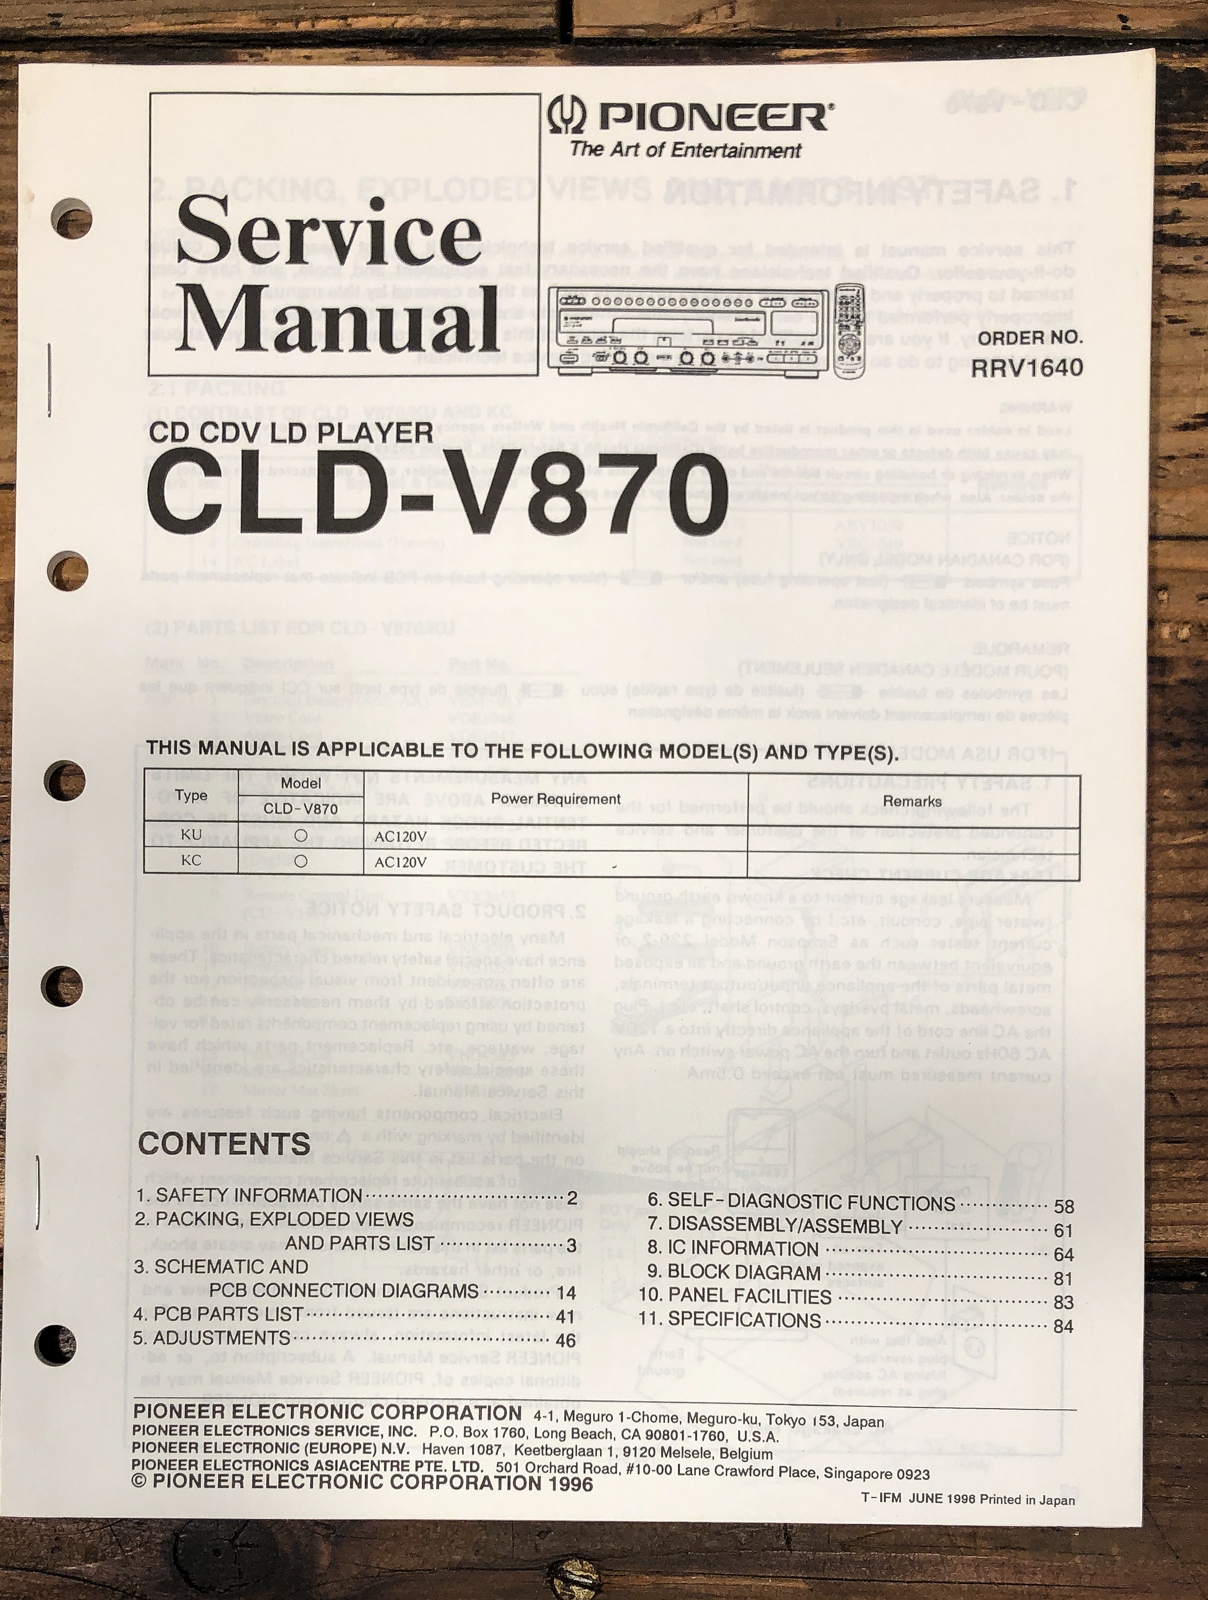 PIONEER®
The Art of Entertainment
Service
Manual
ORDER NO.
RRV1640
CD CDV LD PLAYER
CLD-V870
THIS MANUAL IS APPLICABLE TO THE FOLLOWING MODEL(S) AND TYPE(S).
Type Model Power Requirement Remarks
CLD-V870
KU ○ AC120V
KC ○ AC120V
CONTENTS
1. SAFETY INFORMATION 2
2. PACKING, EXPLODED VIEWS
AND PARTS LIST 3
3. SCHEMATIC AND
PCB CONNECTION DIAGRAMS 14
4. PCB PARTS LIST 41
5. ADJUSTMENTS 46
6. SELF-DIAGNOSTIC FUNCTIONS 58
7. DISASSEMBLY/ASSEMBLY 61
8. IC INFORMATION 64
9. BLOCK DIAGRAM 81
10. PANEL FACILITIES 83
11. SPECIFICATIONS 84
PIONEER ELECTRONIC CORPORATION 4-1, Meguro 1-Chome, Meguro-ku, Tokyo 153, Japan
PIONEER ELECTRONICS SERVICE, INC. P.O. Box 1760, Long Beach, CA 90801-1760, U.S.A.
PIONEER ELECTRONIC (EUROPE) N.V. Haven 1087, Keetberglaan 1, 9120 Melsele, Belgium
PIONEER ELECTRONICS ASIACENTRE PTE. LTD. 501 Orchard Road, #10-00 Lane Crawford Place, Singapore 0923
© PIONEER ELECTRONIC CORPORATION 1996
T-IFM JUNE 1996 Printed in Japan